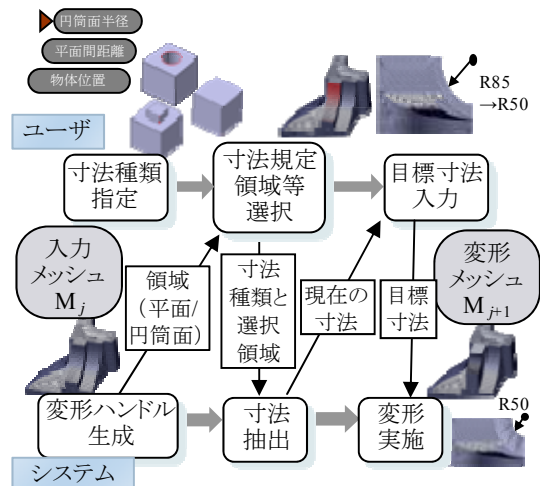 円筒面半径
平面間距離
物体位置
R85
→R50
ユーザ
寸法種類
指定
寸法規定
領域等
選択
目標寸法
入力
入力
メッシュ
Mj
領域
(平面/
円筒面)
寸法
種類と
選択
領域
現在の
寸法
目標
寸法
変形
メッシュ
Mj+1
変形ハンドル
生成
寸法
抽出
変形
実施
R50
システム